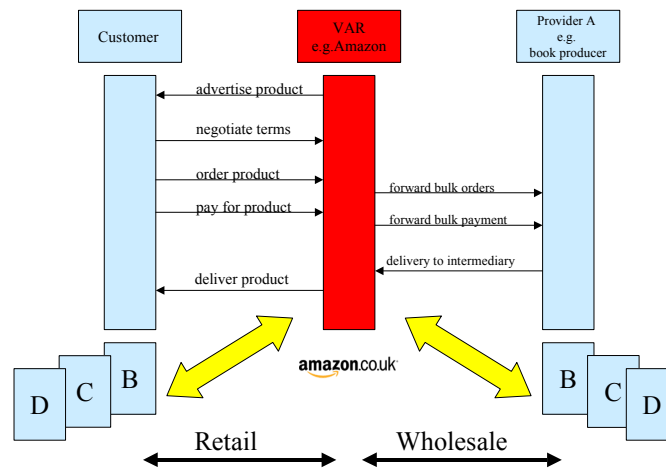 Customer
VAR
e.g.Amazon
Provider A
e.g.
book producer
advertise product
negotiate terms
order product
forward bulk orders
pay for product
forward bulk payment
delivery to intermediary
deliver product
amazon.co.uk
B
C
D
B
C
D
Retail
Wholesale